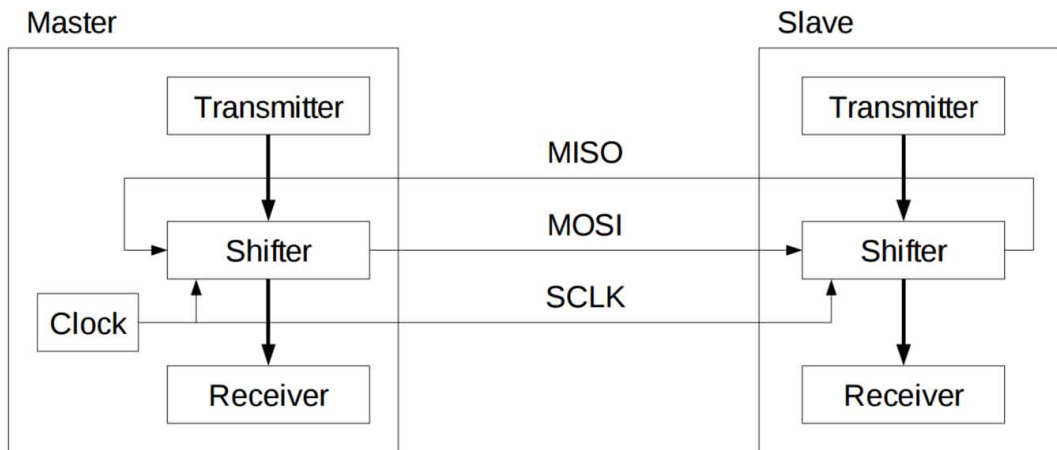 Master
Slave
Transmitter
Transmitter
MISO
Shifter
MOSI
Shifter
Clock
SCLK
Receiver
Receiver